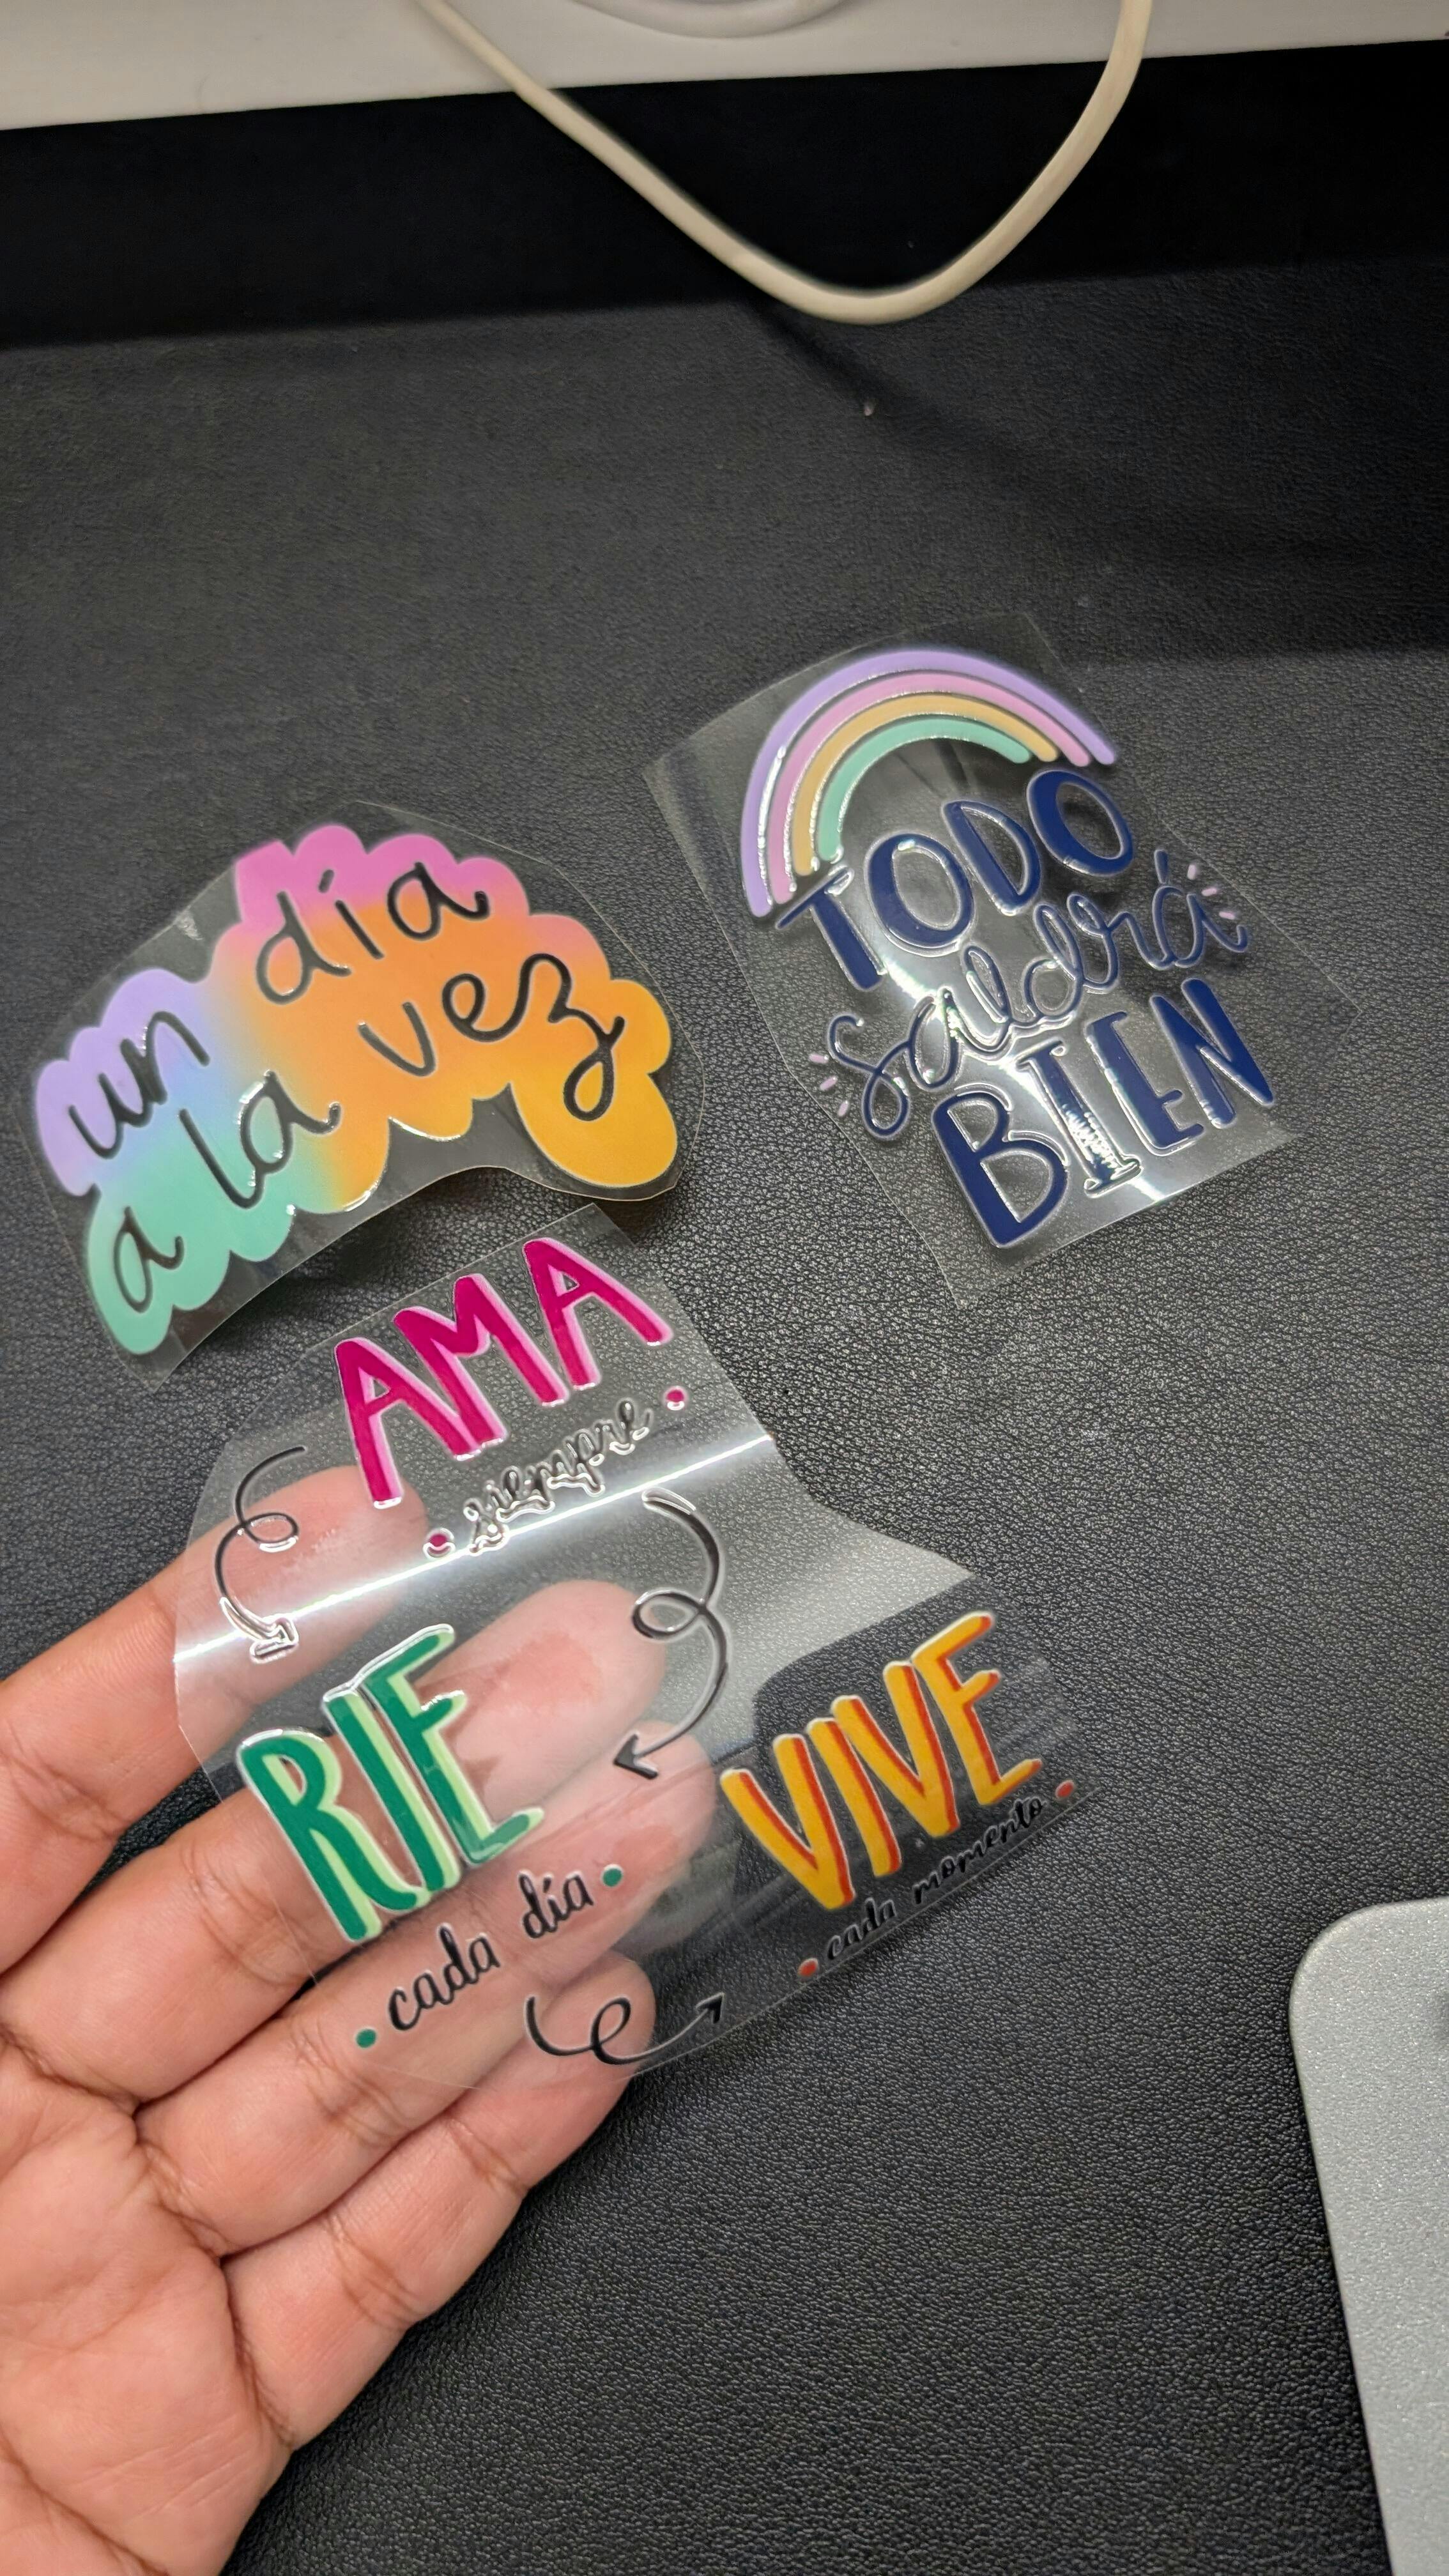 un día
a la vez
TODO
saldrá
BIEN
AMA
siempre
RIE
cada día
VIVE
cada momento